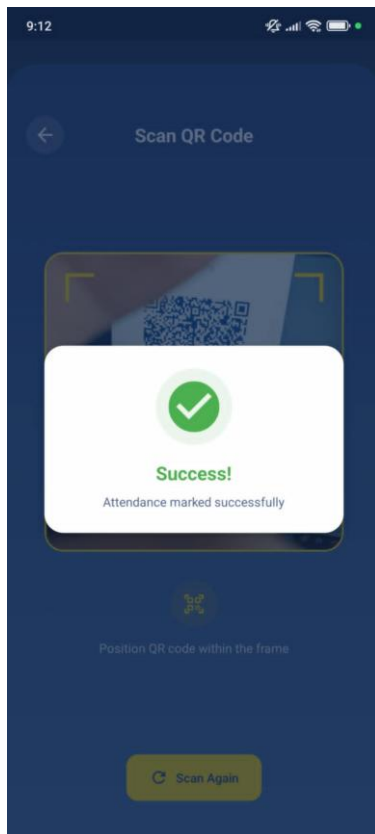 9:12
Scan QR Code
Success!
Attendance marked successfully
Position QR code within the frame
Scan Again